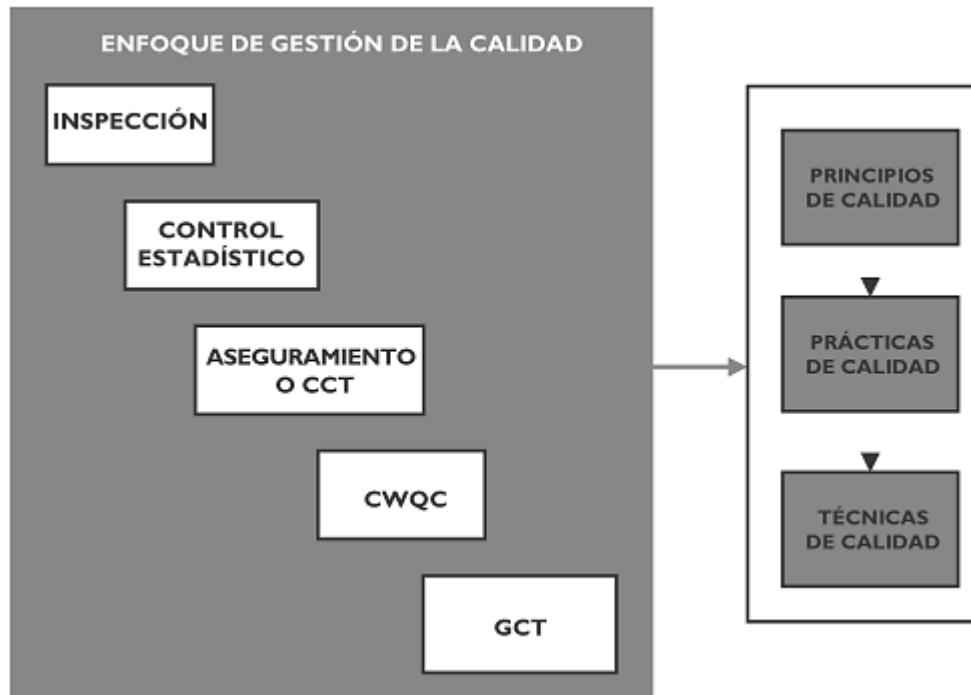 ENFOQUE DE GESTIÓN DE LA CALIDAD
INSPECCIÓN
CONTROL
ESTADÍSTICO
ASEGURAMIENTO
O CCT
CWQC
GCT
PRINCIPIOS
DE CALIDAD
PRÁCTICAS
DE CALIDAD
TÉCNICAS
DE CALIDAD